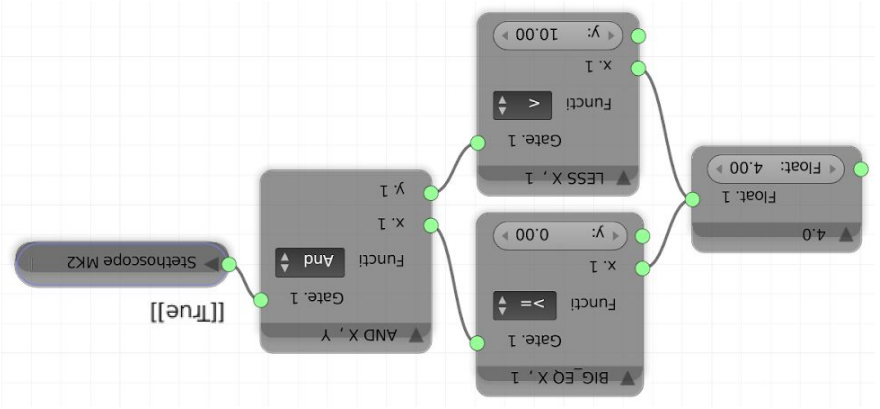 4.0
Float. 1
Float: 4.00
BIG_EQ X , 1
Gate. 1
Functi >=
x. 1
y: 0.00
LESS X , 1
Gate. 1
Functi <
x. 1
y: 10.00
AND X , Y
Gate. 1
Functi And
x. 1
y. 1
[[True]]
Stethoscope MK2